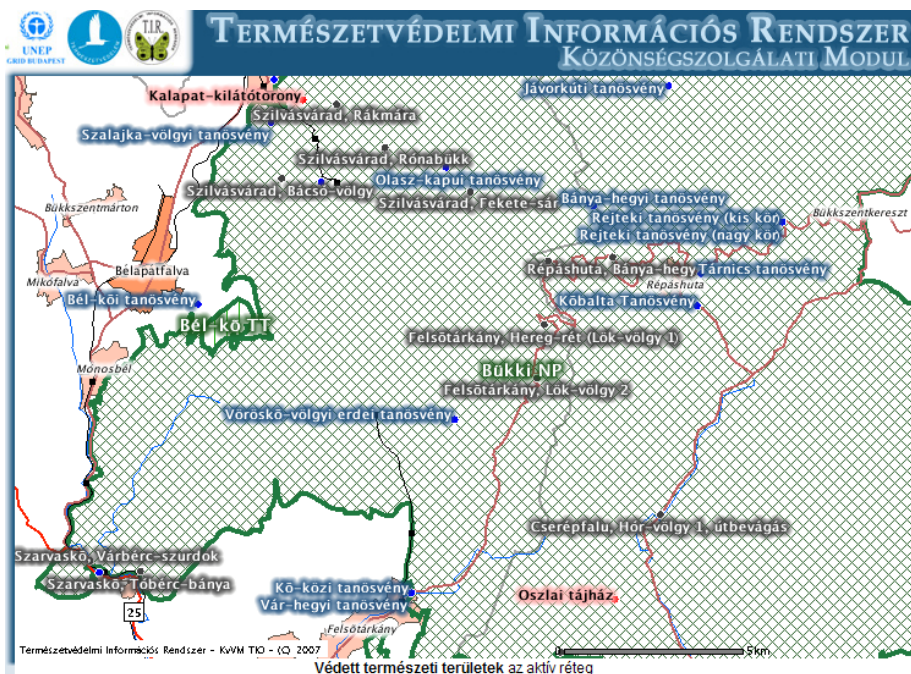 UNEP
GRID BUDAPEST
TERMÉSZETVÉDELEM
T.I.R.
TERMÉSZETVÉDELMI INFORMÁCIÓS RENDSZER
KÖZÖNSÉGSZOLGÁLATI MODUL
Kalapat-kilátótorony
Jávorkúti tanösvény
Szilvásvárad, Rákmára
Szalajka-völgyi tanösvény
Szilvásvárad, Rónabükk
Olasz-kapui tanösvény
Szilvásvárad, Bácsó-völgy
Szilvásvárad, Fekete-sár
Bánya-hegyi tanösvény
Bükkszentmárton
Rejteki tanösvény (kis kör)
Bükkszentkereszt
Rejteki tanösvény (nagy kör)
Bélapátfalva
Répáshuta, Bánya-hegy
Tárnics tanösvény
Mikófalva
Répáshuta
Bél-kői tanösvény
Kőbalta Tanösvény
Bél-kő TT
Felsőtárkány, Hereg-rét (Lök-völgy 1)
Mónosbél
Bükki NP
Felsőtárkány, Lök-völgy 2
Vöröskő-völgyi erdei tanösvény
Cserépfalu, Hór-völgy 1, útbevágás
Szarvaskő, Várbérc-szurdok
Szarvaskő, Tóbérc-bánya
Kő-közi tanösvény
Oszlai tájház
Vár-hegyi tanösvény
25
Felsőtárkány
Természetvédelmi Információs Rendszer - KvVM TIO - (C) 2007
0
5km
Védett természeti területek az aktív réteg